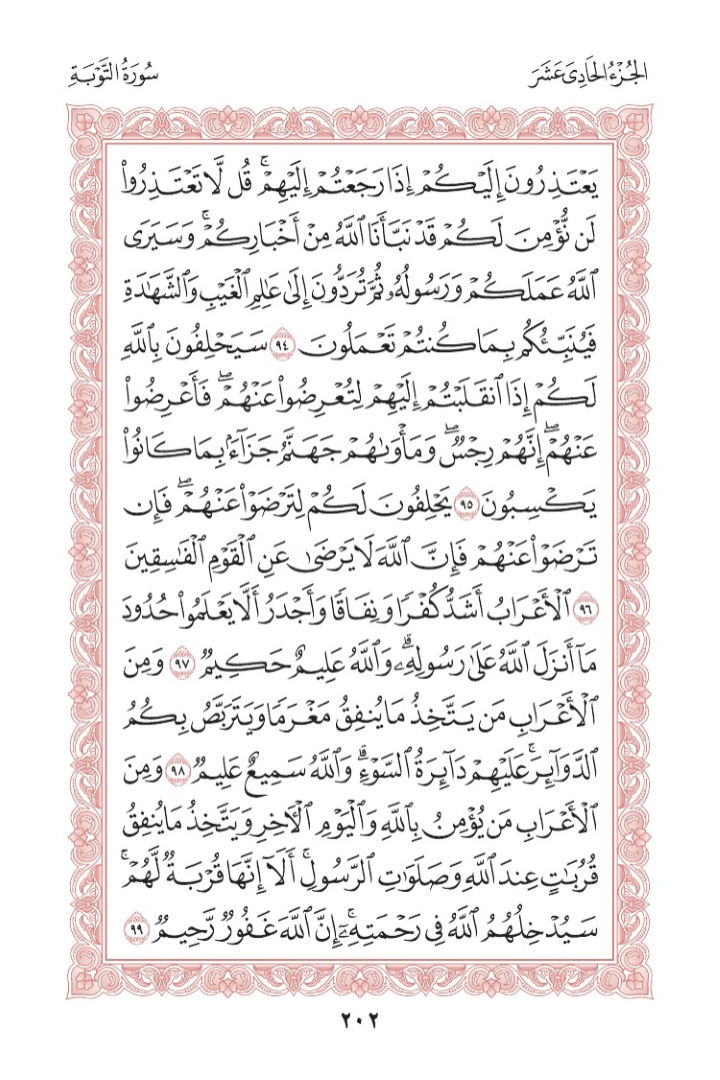 الجُزْءُ الحَادِي عَشَرَ
سُورَةُ التَّوْبَةِ
يَعْتَذِرُونَ إِلَيْكُمْ إِذَا رَجَعْتُمْ إِلَيْهِمْۚ قُل لَّا تَعْتَذِرُواْ
لَن نُّؤْمِنَ لَكُمْ قَدْ نَبَّأَنَا ٱللَّهُ مِنْ أَخْبَارِكُمْۚ وَسَيَرَى
ٱللَّهُ عَمَلَكُمْ وَرَسُولُهُۥ ثُمَّ تُرَدُّونَ إِلَىٰ عَٰلِمِ ٱلْغَيْبِ وَٱلشَّهَٰدَةِ
فَيُنَبِّئُكُم بِمَا كُنتُمْ تَعْمَلُونَ ٩٤ سَيَحْلِفُونَ بِٱللَّهِ
لَكُمْ إِذَا ٱنقَلَبْتُمْ إِلَيْهِمْ لِتُعْرِضُواْ عَنْهُمْۖ فَأَعْرِضُواْ
عَنْهُمْۖ إِنَّهُمْ رِجْسٞۖ وَمَأْوَىٰهُمْ جَهَنَّمُ جَزَآءَۢ بِمَا كَانُواْ
يَكْسِبُونَ ٩٥ يَحْلِفُونَ لَكُمْ لِتَرْضَوْاْ عَنْهُمْۖ فَإِن
تَرْضَوْاْ عَنْهُمْ فَإِنَّ ٱللَّهَ لَا يَرْضَىٰ عَنِ ٱلْقَوْمِ ٱلْفَٰسِقِينَ
٩٦ ٱلْأَعْرَابُ أَشَدُّ كُفْرٗا وَنِفَاقٗا وَأَجْدَرُ أَلَّا يَعْلَمُواْ حُدُودَ
مَآ أَنزَلَ ٱللَّهُ عَلَىٰ رَسُولِهِۦۗ وَٱللَّهُ عَلِيمٌ حَكِيمٞ ٩٧ وَمِنَ
ٱلْأَعْرَابِ مَن يَتَّخِذُ مَا يُنفِقُ مَغْرَمٗا وَيَتَرَبَّصُ بِكُمُ
ٱلدَّوَآئِرَۚ عَلَيْهِمْ دَآئِرَةُ ٱلسَّوْءِۗ وَٱللَّهُ سَمِيعٌ عَلِيمٞ ٩٨ وَمِنَ
ٱلْأَعْرَابِ مَن يُؤْمِنُ بِٱللَّهِ وَٱلْيَوْمِ ٱلْأٓخِرِ وَيَتَّخِذُ مَا يُنفِقُ
قُرُبَٰتٍ عِندَ ٱللَّهِ وَصَلَوَٰتِ ٱلرَّسُولِۚ أَلَآ إِنَّهَا قُرْبَةٞ لَّهُمْۚ
سَيُدْخِلُهُمُ ٱللَّهُ فِي رَحْمَتِهِۦٓۚ إِنَّ ٱللَّهَ غَفُورٞ رَّحِيمٞ ٩٩
٢٠٢